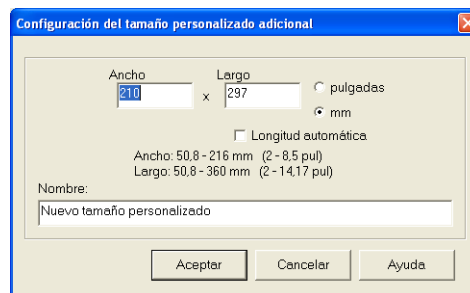 Configuración del tamaño personalizado adicional
Ancho Largo
210 x 297
pulgadas
mm
Longitud automática
Ancho: 50,8 - 216 mm (2 - 8,5 pul)
Largo: 50,8 - 360 mm (2 - 14,17 pul)
Nombre:
Nuevo tamaño personalizado
Aceptar Cancelar Ayuda